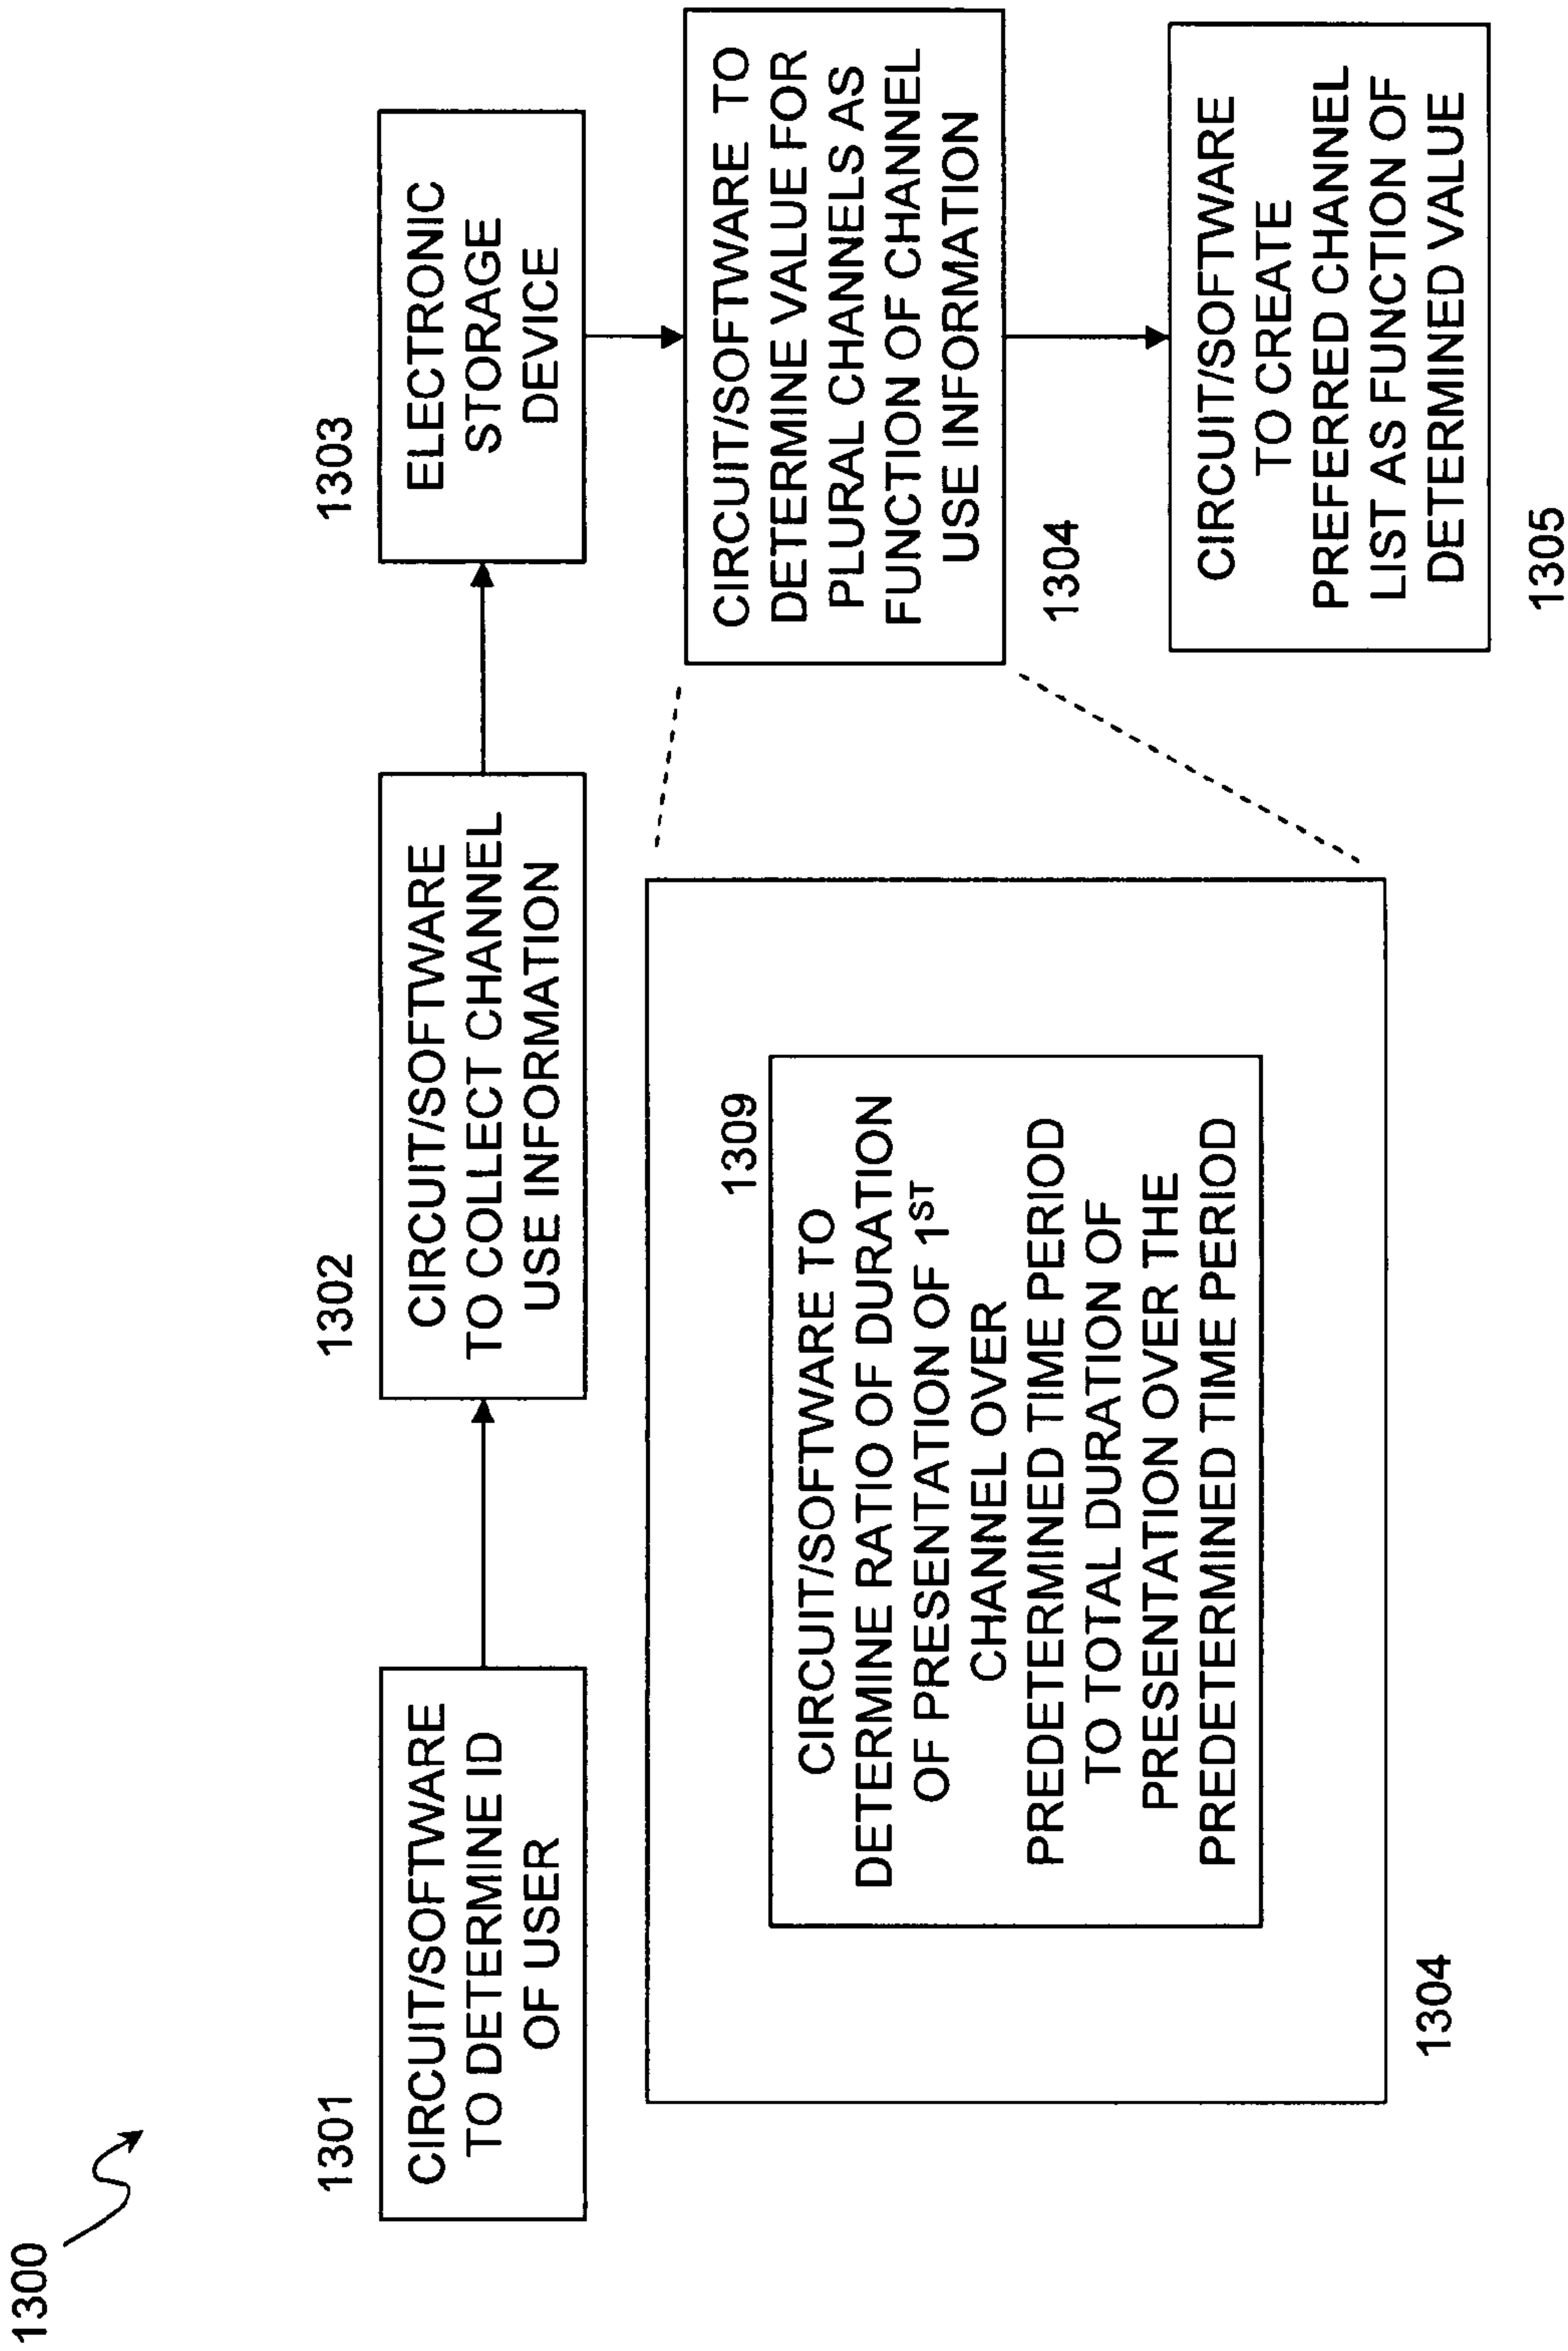 1300
1301
CIRCUIT/SOFTWARE
TO DETERMINE ID
OF USER
1302
CIRCUIT/SOFTWARE
TO COLLECT CHANNEL
USE INFORMATION
1303
ELECTRONIC
STORAGE
DEVICE
CIRCUIT/SOFTWARE TO
DETERMINE VALUE FOR
PLURAL CHANNELS AS
FUNCTION OF CHANNEL
USE INFORMATION
1304
1309
CIRCUIT/SOFTWARE TO
DETERMINE RATIO OF DURATION
OF PRESENTATION OF 1ST
CHANNEL OVER
PREDETERMINED TIME PERIOD
TO TOTAL DURATION OF
PRESENTATION OVER THE
PREDETERMINED TIME PERIOD
1304
CIRCUIT/SOFTWARE
TO CREATE
PREFERRED CHANNEL
LIST AS FUNCTION OF
DETERMINED VALUE
1305